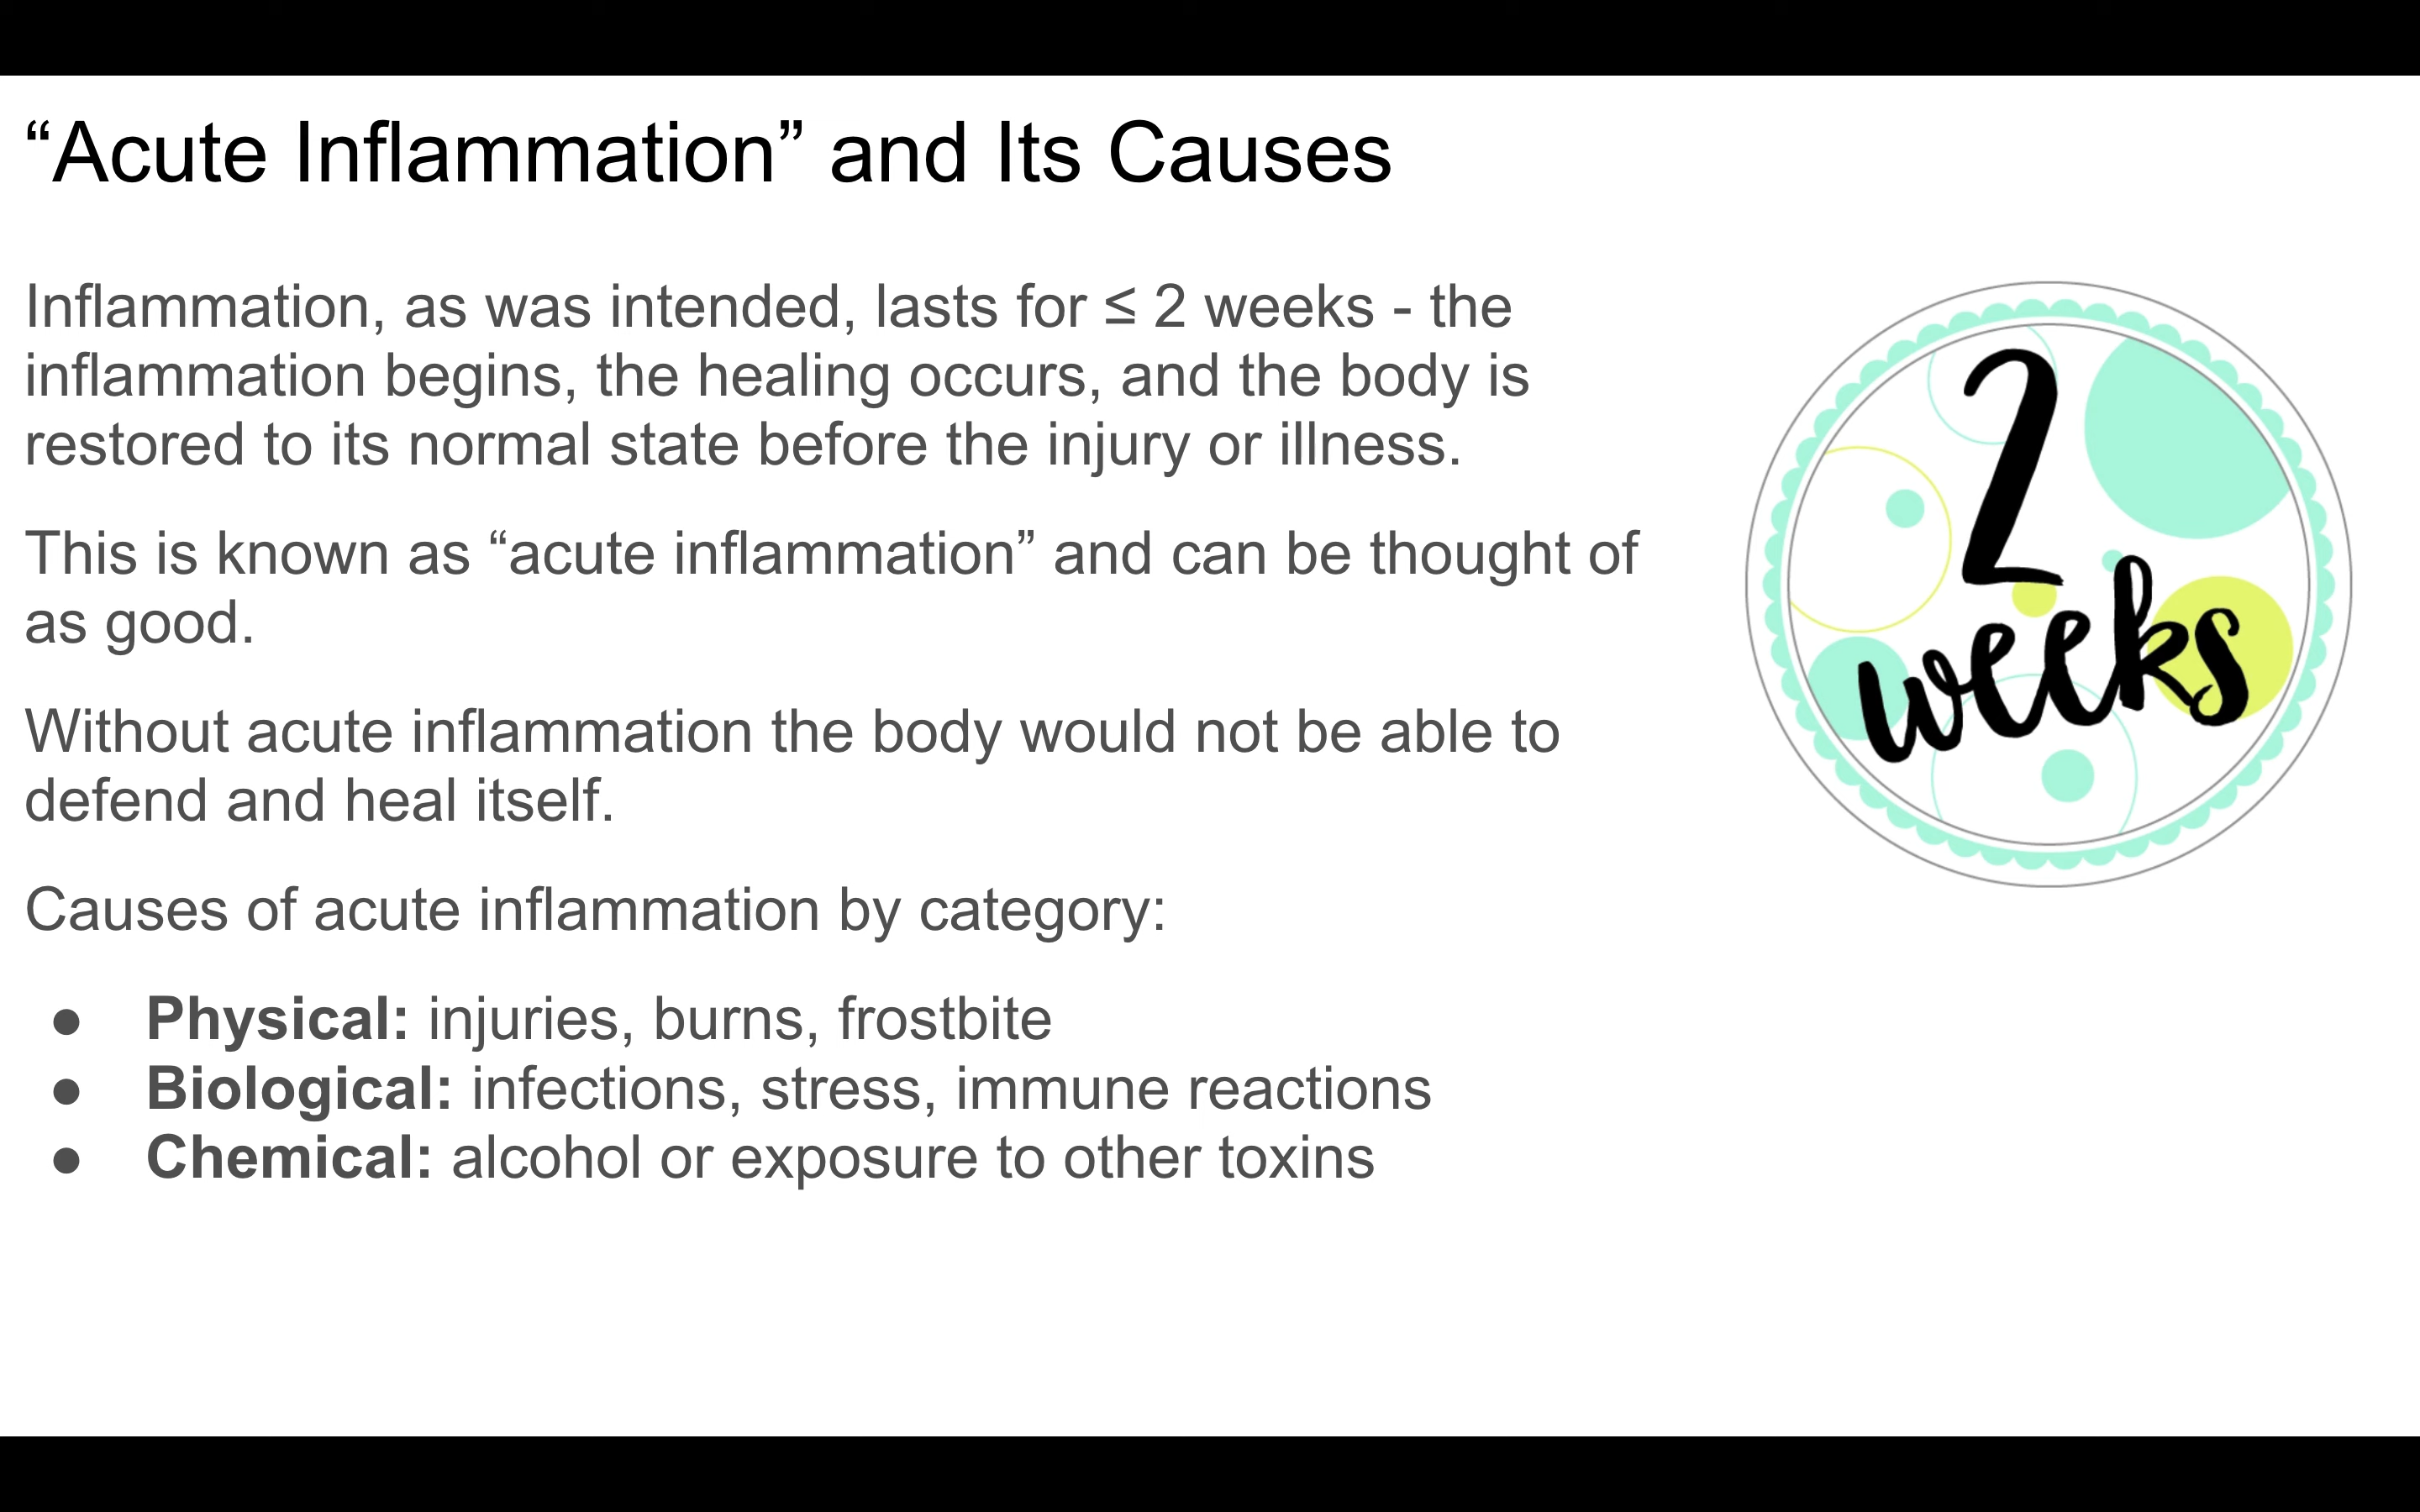 “Acute Inflammation” and Its Causes
Inflammation, as was intended, lasts for ≤ 2 weeks - the
inflammation begins, the healing occurs, and the body is
restored to its normal state before the injury or illness.
This is known as “acute inflammation” and can be thought of
as good.
Without acute inflammation the body would not be able to
defend and heal itself.
Causes of acute inflammation by category:
● Physical: injuries, burns, frostbite
● Biological: infections, stress, immune reactions
● Chemical: alcohol or exposure to other toxins
2
weeks